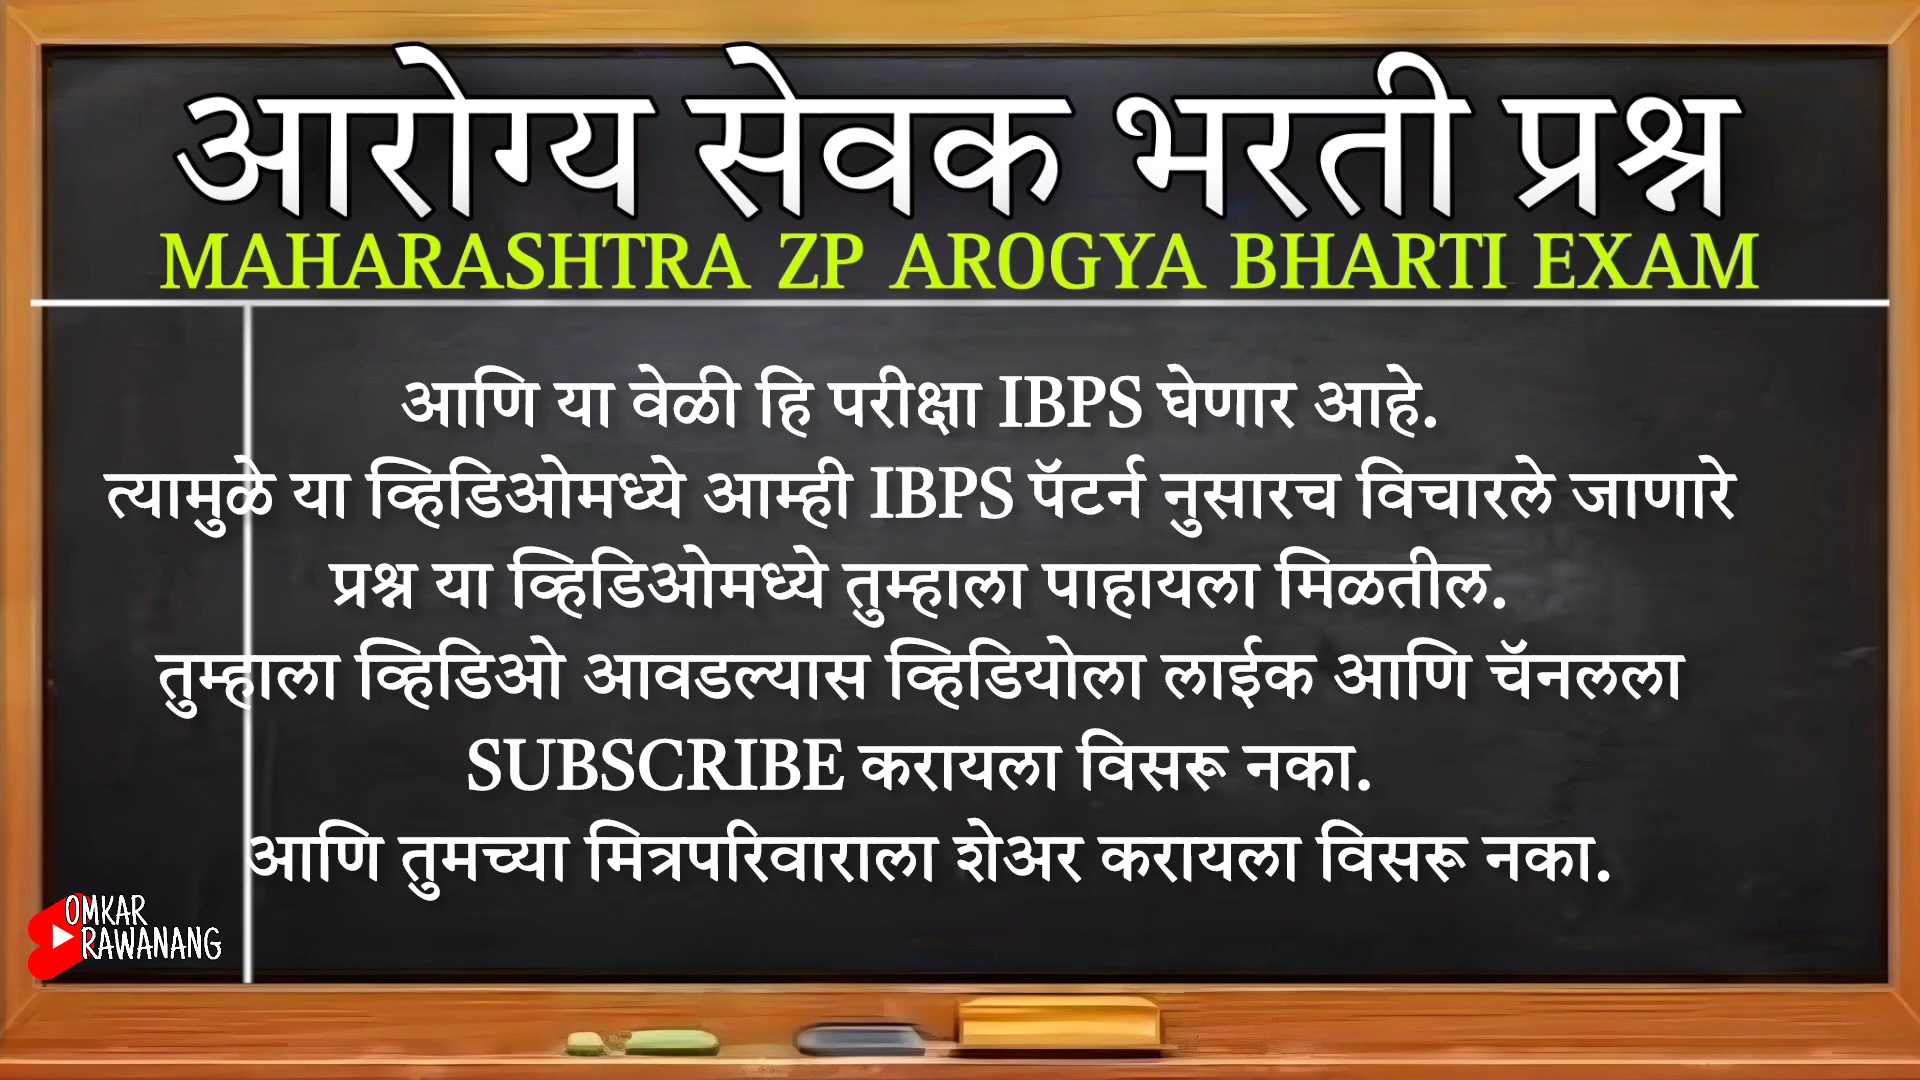 आरोग्य सेवक भरती प्रश्न
MAHARASHTRA ZP AROGYA BHARTI EXAM
आणि या वेळी हि परीक्षा IBPS घेणार आहे.
त्यामुळे या व्हिडिओमध्ये आम्ही IBPS पॅटर्न नुसारच विचारले जाणारे
प्रश्न या व्हिडिओमध्ये तुम्हाला पाहायला मिळतील.
तुम्हाला व्हिडिओ आवडल्यास व्हिडियोला लाईक आणि चॅनलला
SUBSCRIBE करायला विसरू नका.
आणि तुमच्या मित्रपरिवाराला शेअर करायला विसरू नका.
OMKAR
RAWANANG